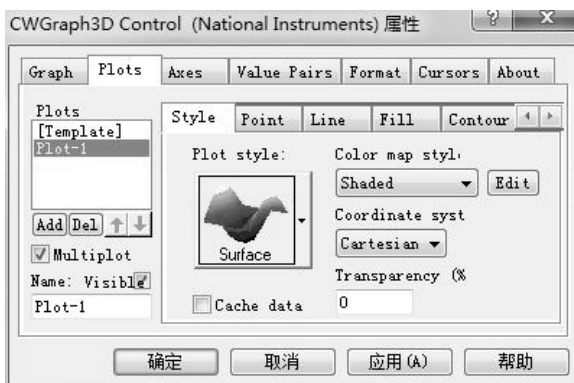 CWGraph3D Control (National Instruments) 属性
Graph Plots Axes Value Pairs Format Cursors About
Plots
[Template]
Plot-1
Add Del
Multiplot
Name: Visible
Plot-1
Style Point Line Fill Contour
Plot style:
Surface
Cache data
Color map styl
Shaded Edit
Coordinate syst
Cartesian
Transparency (%
0
确定 取消 应用(A) 帮助